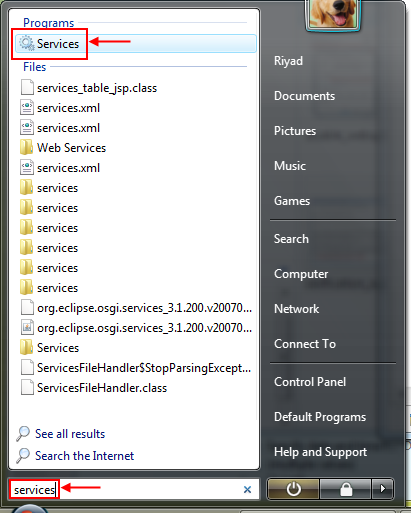 Programs
Services
Files
services_table_jsp.class
services.xml
services.xml
Web Services
services.xml
services
services
services
services
services
services
org.eclipse.osgi.services_3.1.200.v20070...
org.eclipse.osgi.services_3.1.200.v20070...
Services
ServicesFileHandler$StopParsingExcept...
ServicesFileHandler.class
See all results
Search the Internet
services
Riyad
Documents
Pictures
Music
Games
Search
Computer
Network
Connect To
Control Panel
Default Programs
Help and Support